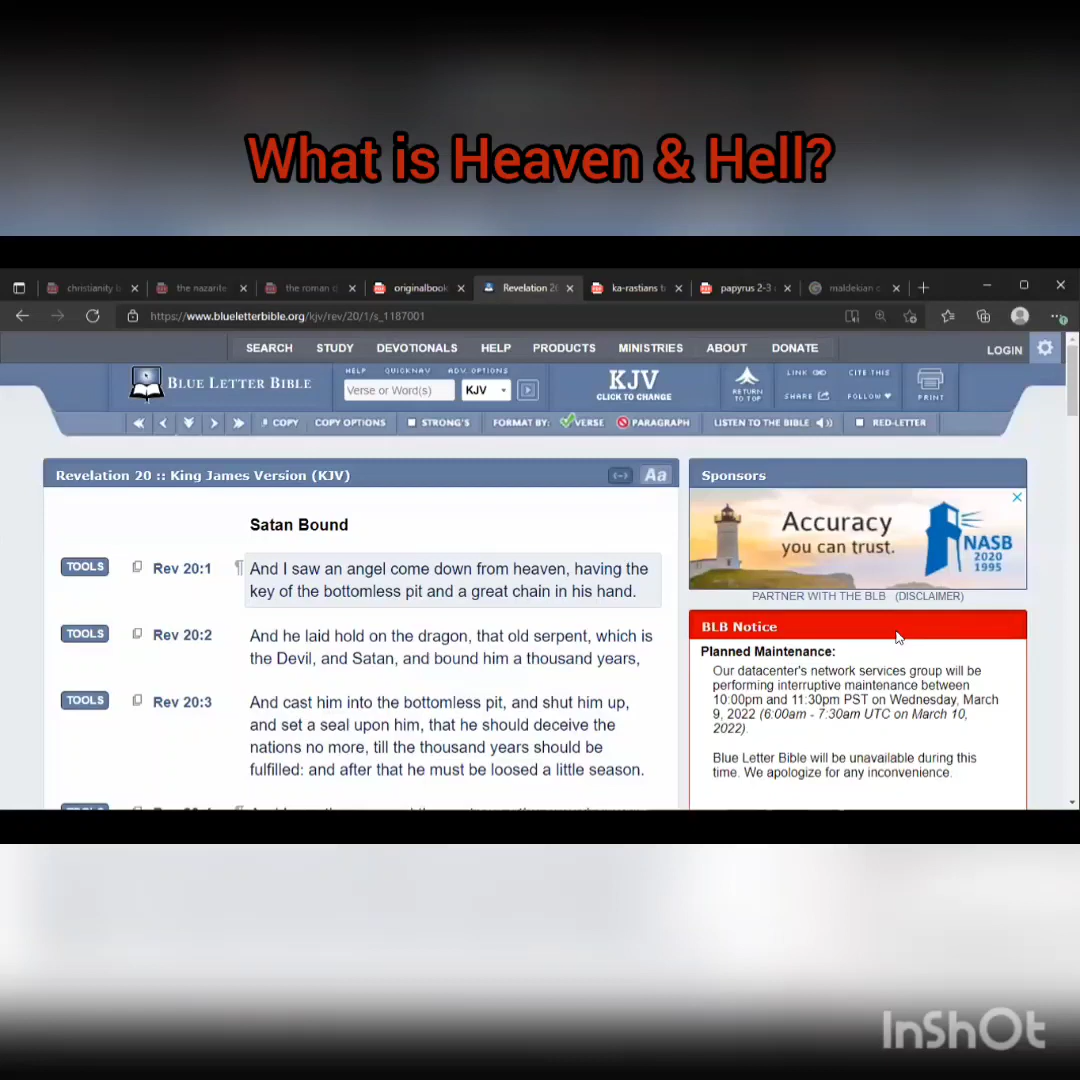 What is Heaven & Hell?
christianity
the nazarite
the roman
originalbook
Revelation
ka-rastians
papyrus 2-3
maldekian
https://www.blueletterbible.org/kjv/rev/20/1/s_1187001
SEARCH STUDY DEVOTIONALS HELP PRODUCTS MINISTRIES ABOUT DONATE LOGIN
BLUE LETTER BIBLE
HELP QUICKNAV ADV OPTIONS
Verse or Word(s) KJV
KJV
CLICK TO CHANGE
RETURN
TO TOP
LINK CITE THIS
SHARE FOLLOW
PRINT
COPY COPY OPTIONS STRONG'S FORMAT BY: VERSE PARAGRAPH LISTEN TO THE BIBLE RED-LETTER
Revelation 20 :: King James Version (KJV) Aa
Satan Bound
TOOLS Rev 20:1 ¶ And I saw an angel come down from heaven, having the
key of the bottomless pit and a great chain in his hand.
TOOLS Rev 20:2 And he laid hold on the dragon, that old serpent, which is
the Devil, and Satan, and bound him a thousand years,
TOOLS Rev 20:3 And cast him into the bottomless pit, and shut him up,
and set a seal upon him, that he should deceive the
nations no more, till the thousand years should be
fulfilled: and after that he must be loosed a little season.
Sponsors
Accuracy
you can trust.
NASB
2020
1995
PARTNER WITH THE BLB (DISCLAIMER)
BLB Notice
Planned Maintenance:
Our datacenter's network services group will be
performing interruptive maintenance between
10:00pm and 11:30pm PST on Wednesday, March
9, 2022 (6:00am - 7:30am UTC on March 10,
2022).
Blue Letter Bible will be unavailable during this
time. We apologize for any inconvenience.
InShOt